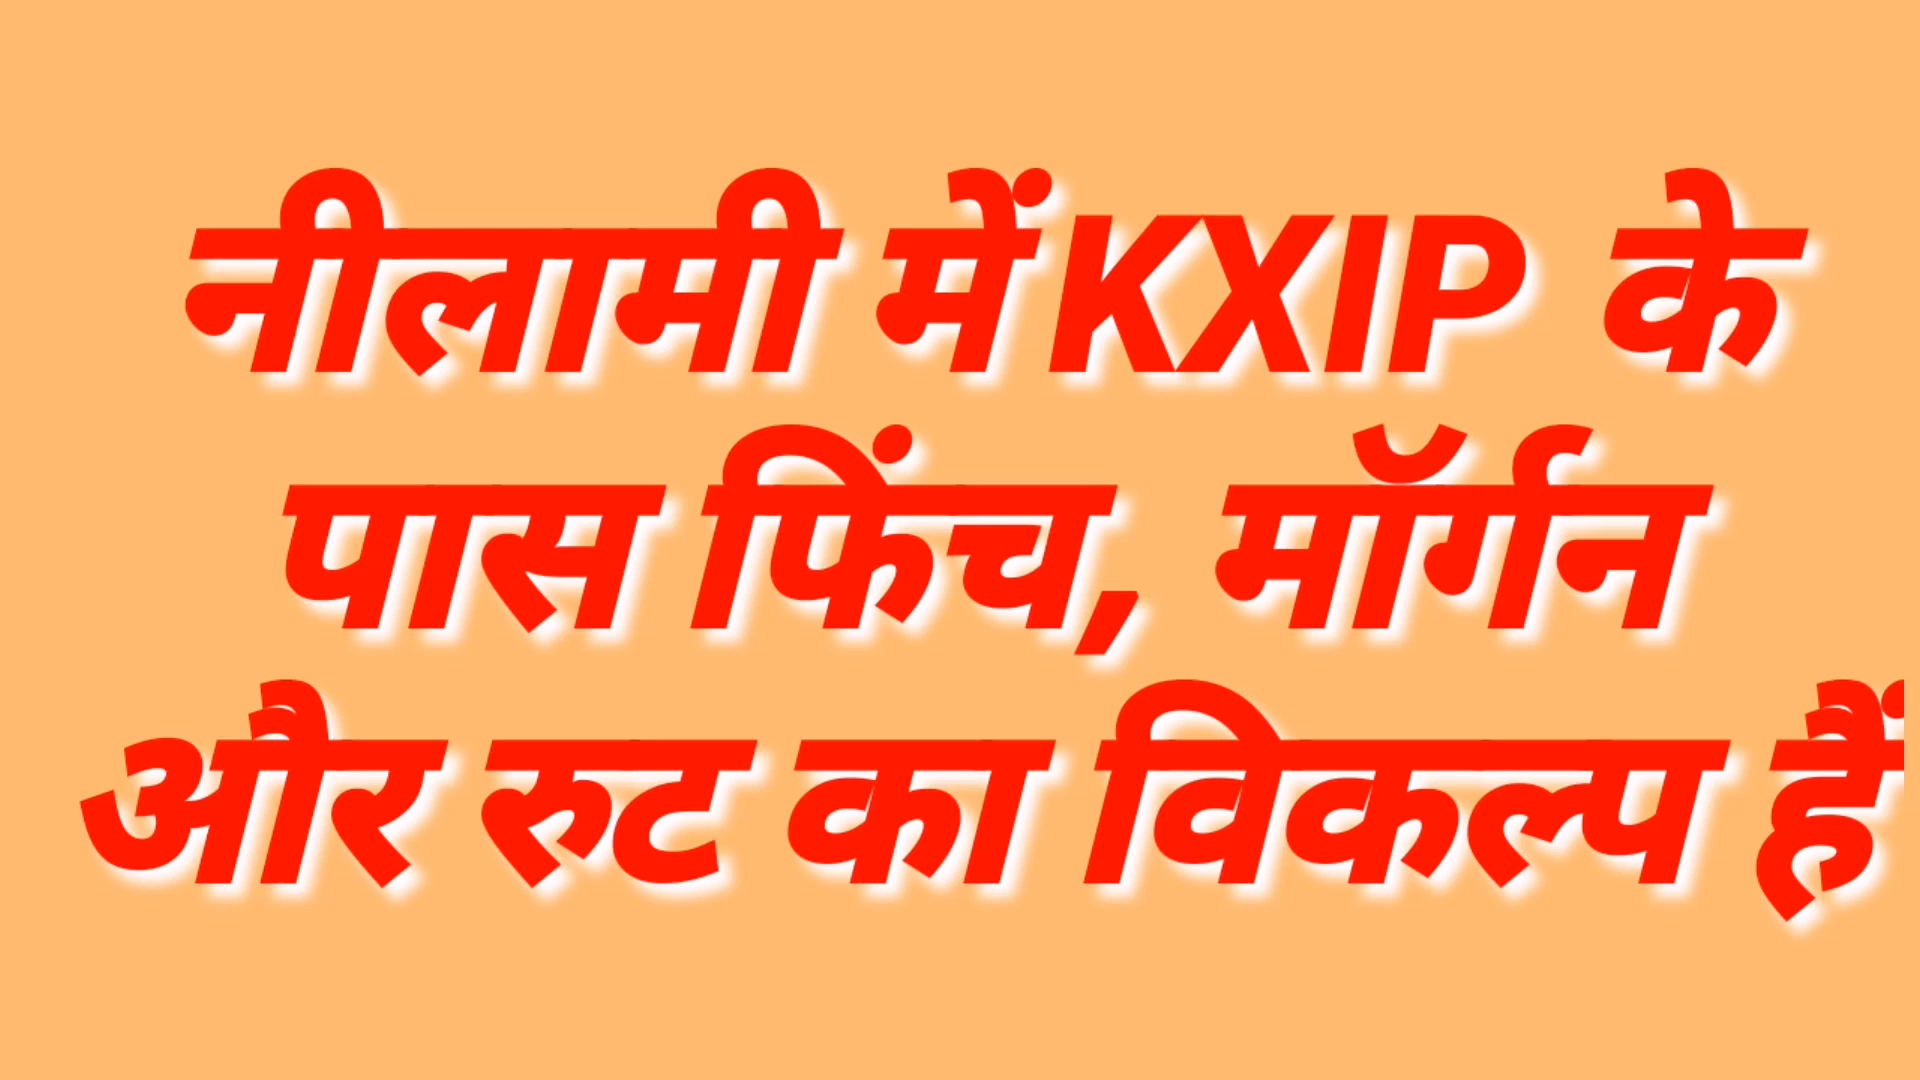 नीलामी में KXIP के
पास फिंच, मॉर्गन
और रुट का विकल्प हैं